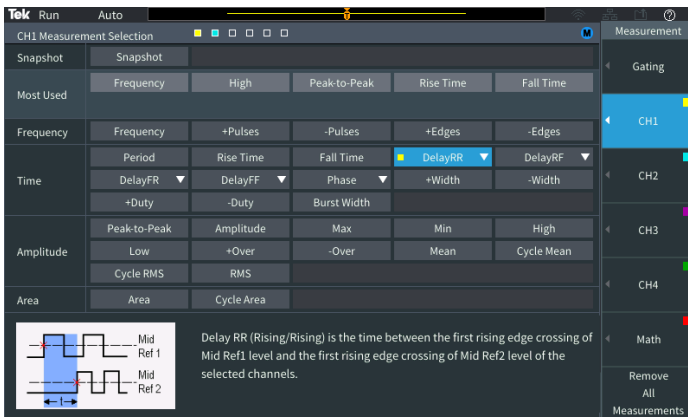 Tek Run Auto
CH1 Measurement Selection M Measurement
Snapshot Snapshot
Gating
Most Used Frequency High Peak-to-Peak Rise Time Fall Time
CH1
Frequency Frequency +Pulses -Pulses +Edges -Edges
Time Period Rise Time Fall Time DelayRR DelayRF
DelayFR DelayFF Phase +Width -Width
CH2
+Duty -Duty Burst Width
Amplitude Peak-to-Peak Amplitude Max Min High
CH3
Low +Over -Over Mean Cycle Mean
Cycle RMS RMS
CH4
Area Area Cycle Area
Mid
Ref 1
Mid
Ref 2
t
Delay RR (Rising/Rising) is the time between the first rising edge crossing of
Mid Ref1 level and the first rising edge crossing of Mid Ref2 level of the
selected channels.
Math
Remove
All
Measurements